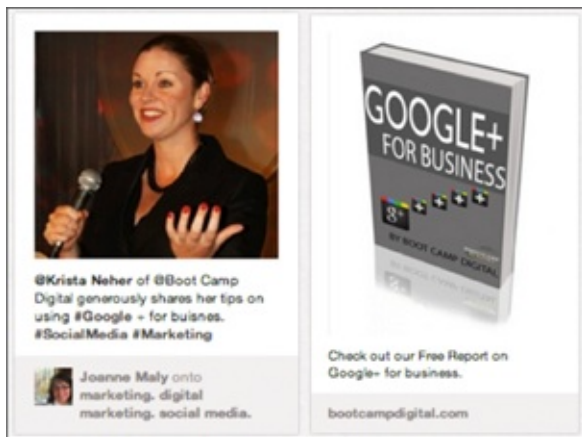 @Krista Neher of @Boot Camp
Digital generously shares her tips on
using #Google + for buisnes.
#SocialMedia #Marketing
Joanne Maly onto
marketing. digital
marketing. social media.
GOOGLE+
FOR BUSINESS
g+
BY BOOT CAMP DIGITAL
Check out our Free Report on
Google+ for business.
bootcampdigital.com